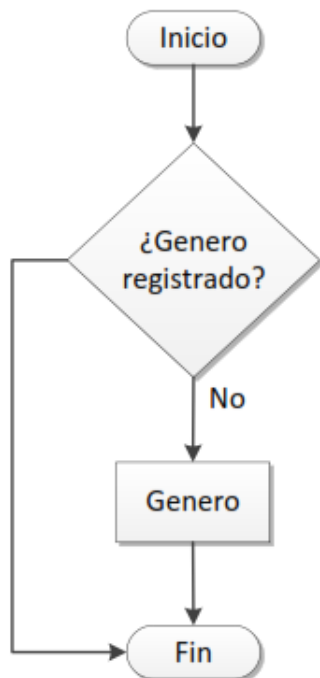 Inicio
¿Genero
registrado?
No
Genero
Fin